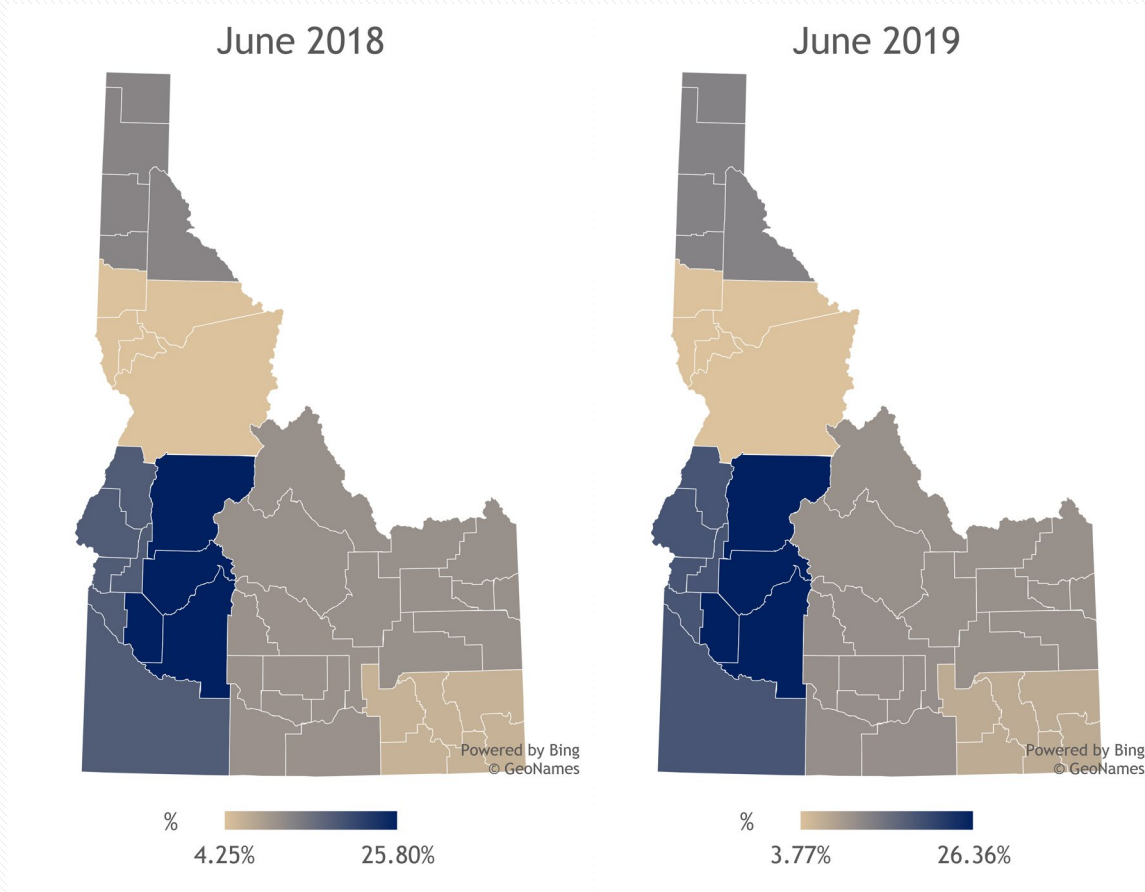 June 2018
June 2019
Powered by Bing
© GeoNames
Powered by Bing
© GeoNames
%
4.25%
25.80%
%
3.77%
26.36%